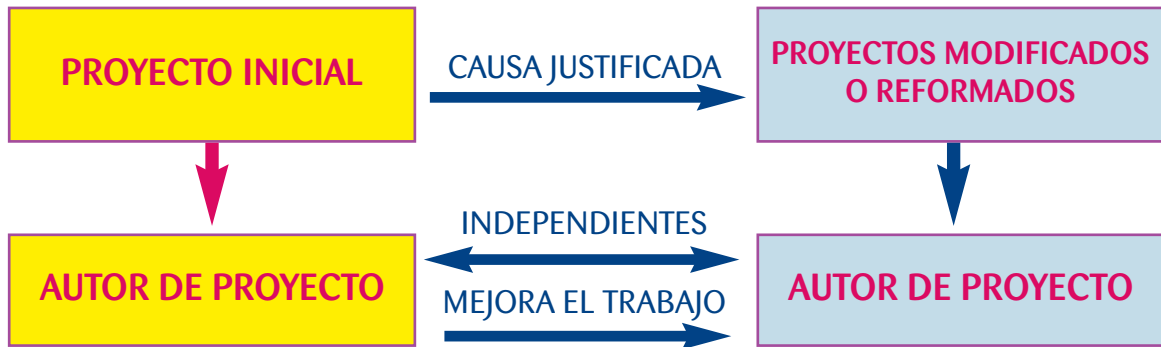 PROYECTO INICIAL
CAUSA JUSTIFICADA
PROYECTOS MODIFICADOS
O REFORMADOS
AUTOR DE PROYECTO
INDEPENDIENTES
MEJORA EL TRABAJO
AUTOR DE PROYECTO